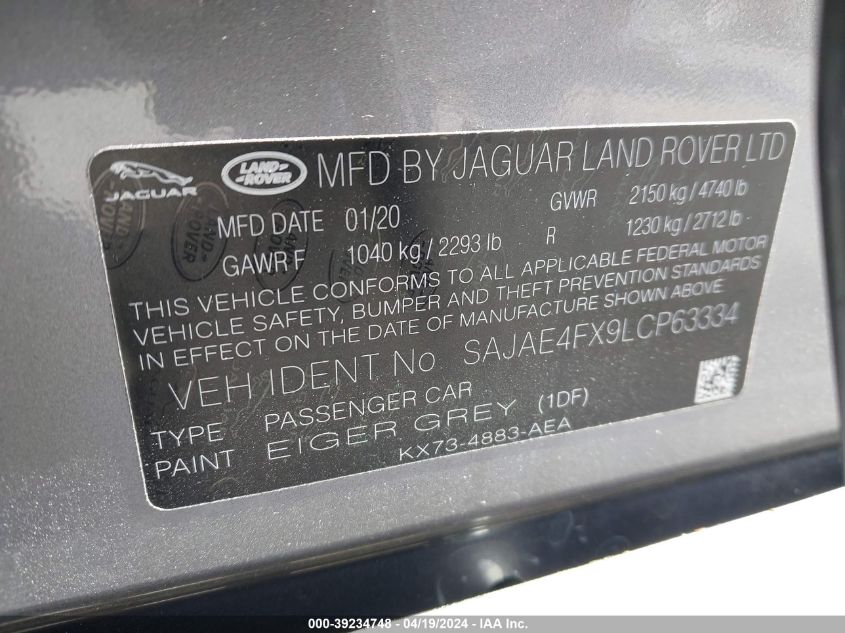 JAGUAR LAND-ROVER MFD BY JAGUAR LAND ROVER LTD
MFD DATE 01/20 GVWR 2150 kg / 4740 lb
GAWR F 1040 kg / 2293 lb R 1230 kg / 2712 lb
THIS VEHICLE CONFORMS TO ALL APPLICABLE FEDERAL MOTOR
VEHICLE SAFETY, BUMPER AND THEFT PREVENTION STANDARDS
IN EFFECT ON THE DATE OF MANUFACTURE SHOWN ABOVE.
VEH IDENT No SAJAE4FX9LCP63334
TYPE PASSENGER CAR
PAINT EIGER GREY (1DF)
KX73-4883-AEA
000-39234748 - 04/19/2024 - IAA, Inc.